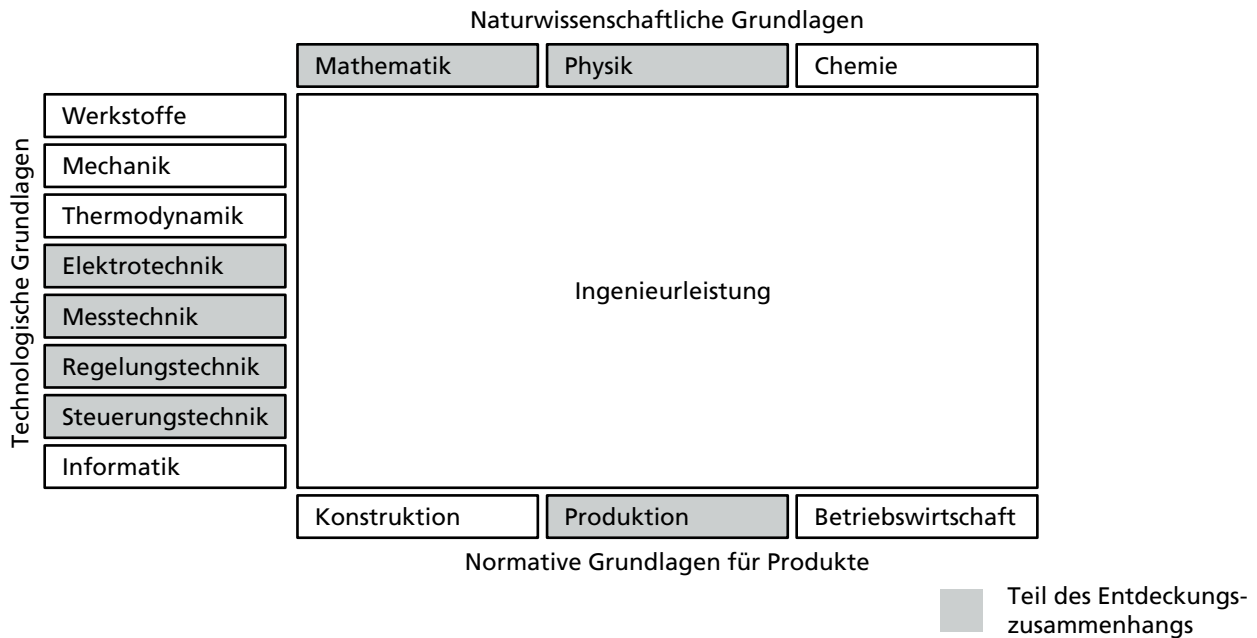 Naturwissenschaftliche Grundlagen
Mathematik
Physik
Chemie
Technologische Grundlagen
Werkstoffe
Mechanik
Thermodynamik
Elektrotechnik
Messtechnik
Regelungstechnik
Steuerungstechnik
Informatik
Ingenieurleistung
Konstruktion
Produktion
Betriebswirtschaft
Normative Grundlagen für Produkte
Teil des Entdeckungs-
zusammenhangs